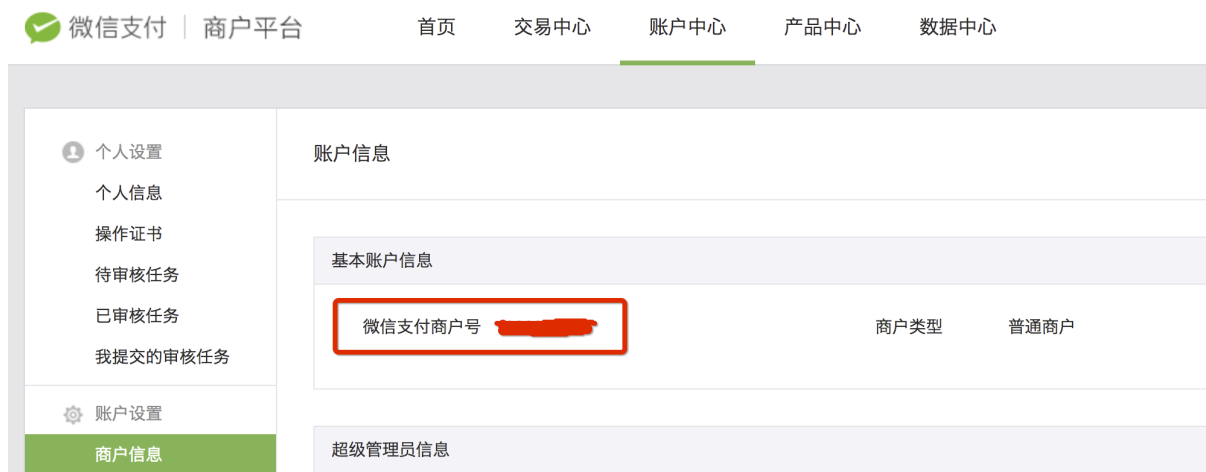 微信支付 | 商户平台 首页 交易中心 账户中心 产品中心 数据中心
个人设置
个人信息
操作证书
待审核任务
已审核任务
我提交的审核任务
账户设置
商户信息
账户信息
基本账户信息
微信支付商户号 商户类型 普通商户
超级管理员信息